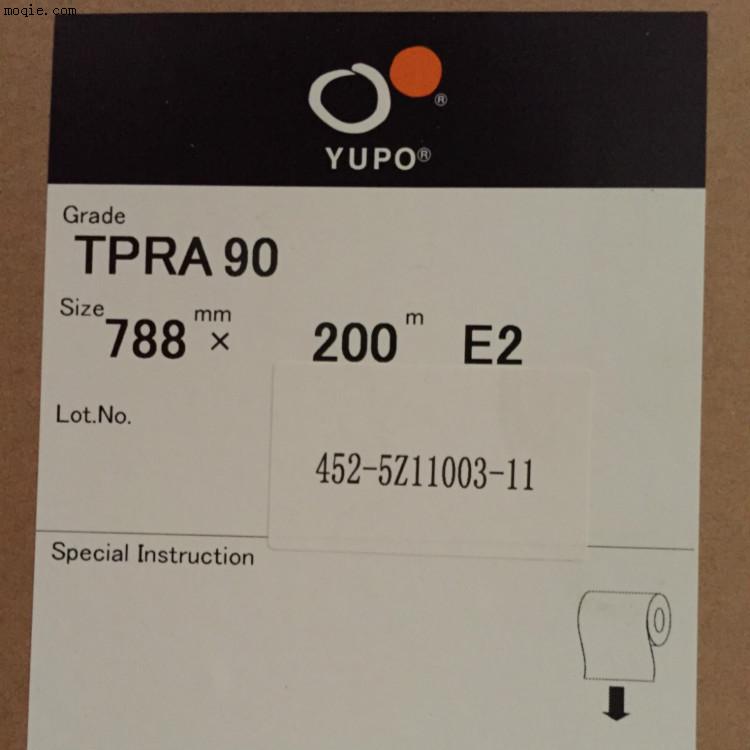 moqie.com
®
YUPO®
Grade
TPRA 90
Size 788 mm × 200 m E2
Lot.No.
452-5Z11003-11
Special Instruction